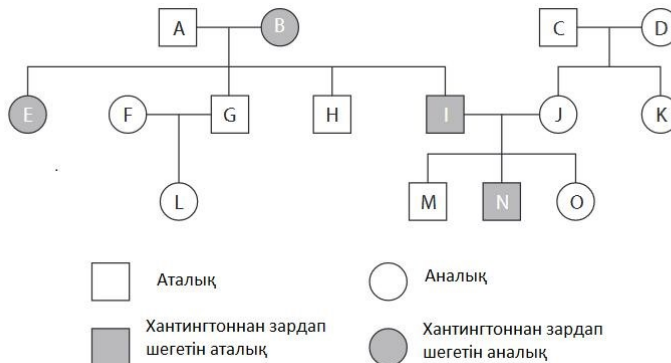 A
B
C
D
E
F
G
H
I
J
K
L
M
N
O
Аталық
Аналық
Хантингтоннан зардап
шегетін аталық
Хантингтоннан зардап
шегетін аналық